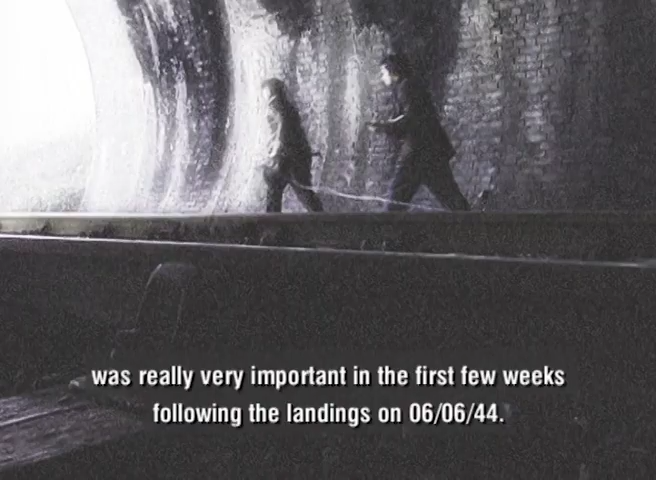 was really very important in the first few weeks
following the landings on 06/06/44.